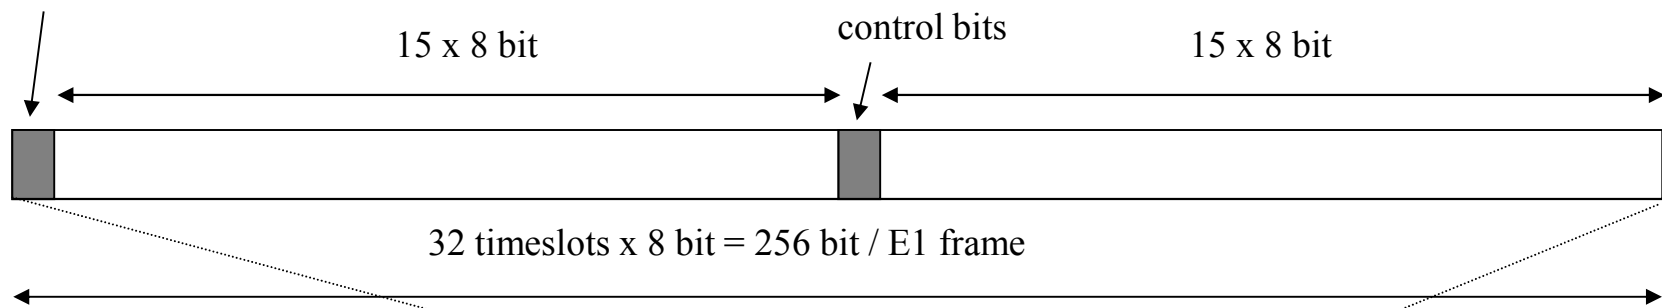 15 x 8 bit
control bits
15 x 8 bit
32 timeslots x 8 bit = 256 bit / E1 frame